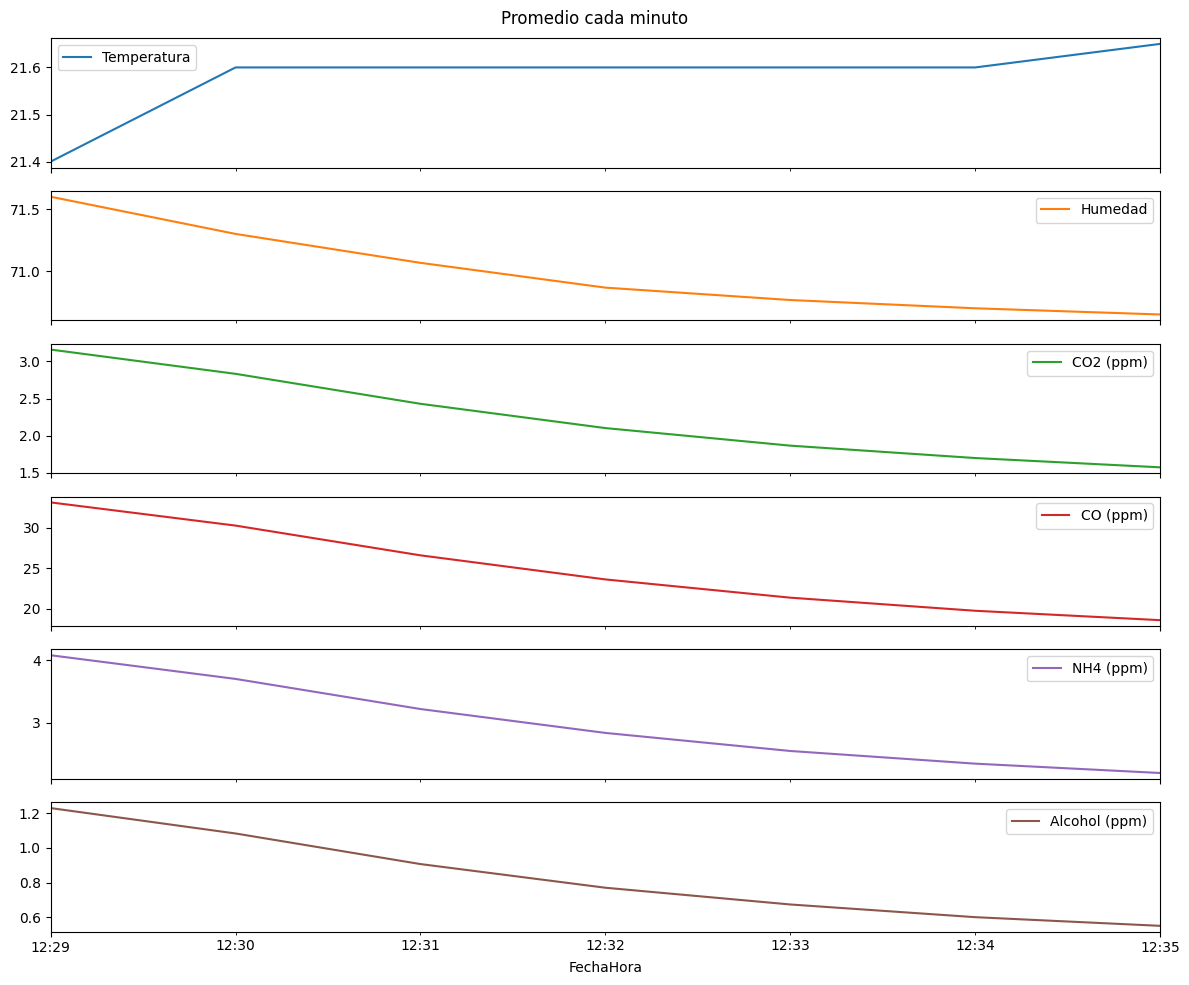 Promedio cada minuto
Temperatura
21.6
21.5
21.4
Humedad
71.5
71.0
CO2 (ppm)
3.0
2.5
2.0
1.5
CO (ppm)
30
25
20
NH4 (ppm)
4
3
Alcohol (ppm)
1.2
1.0
0.8
0.6
12:29 12:30 12:31 12:32 12:33 12:34 12:35
FechaHora